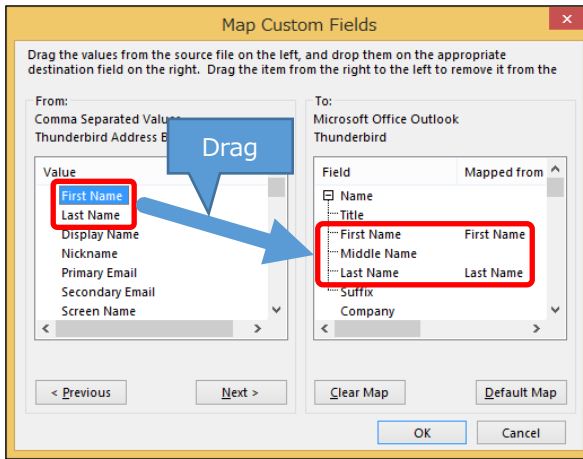 Map Custom Fields
Drag the values from the source file on the left, and drop them on the appropriate
destination field on the right. Drag the item from the right to the left to remove it from the
From:
Comma Separated
Thunderbird Address
Value
First Name
Last Name
Display Name
Nickname
Primary Email
Secondary Email
Screen Name
< Previous
Next >
Drag
To:
Microsoft Office Outlook
Thunderbird
Field Mapped from
Name
Title
First Name First Name
Middle Name
Last Name Last Name
Suffix
Company
Clear Map
Default Map
OK
Cancel